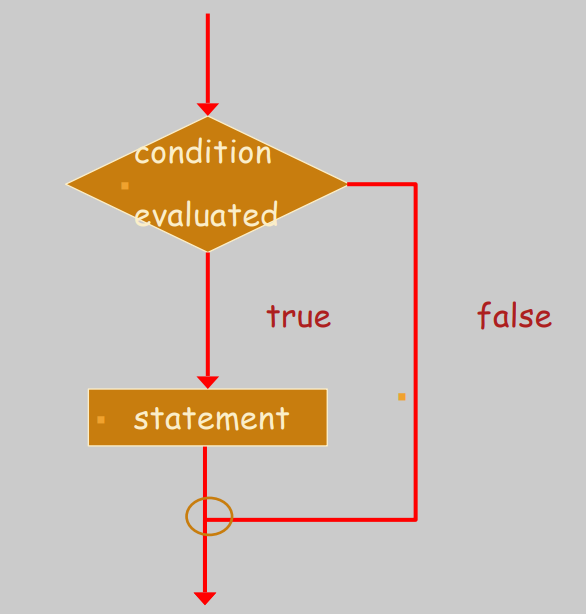 condition
evaluated
true
false
statement